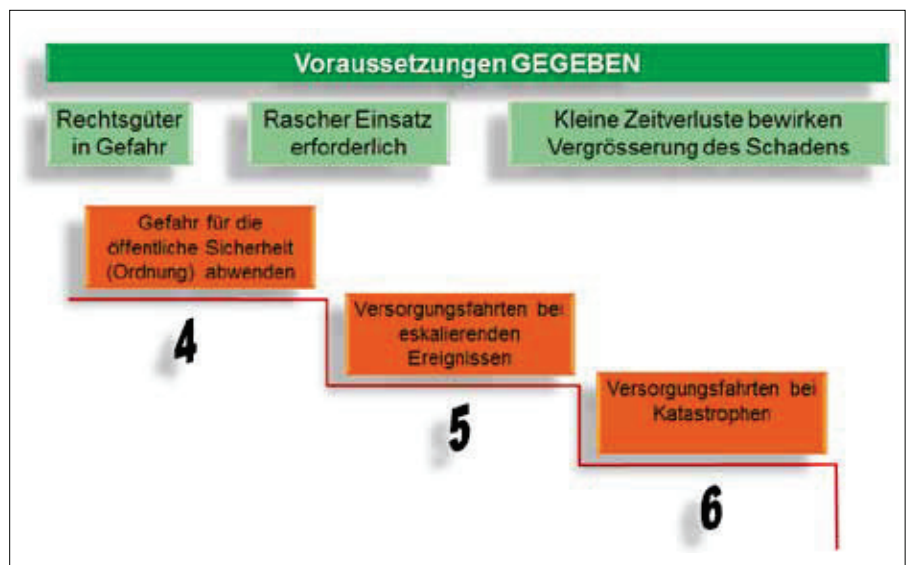 Voraussetzungen GEGEBEN
Rechtsgüter
in Gefahr
Rascher Einsatz
erforderlich
Kleine Zeitverluste bewirken
Vergrösserung des Schadens
Gefahr für die
öffentliche Sicherheit
(Ordnung) abwenden
4
Versorgungsfahrten bei
eskalierenden
Ereignissen
5
Versorgungsfahrten bei
Katastrophen
6